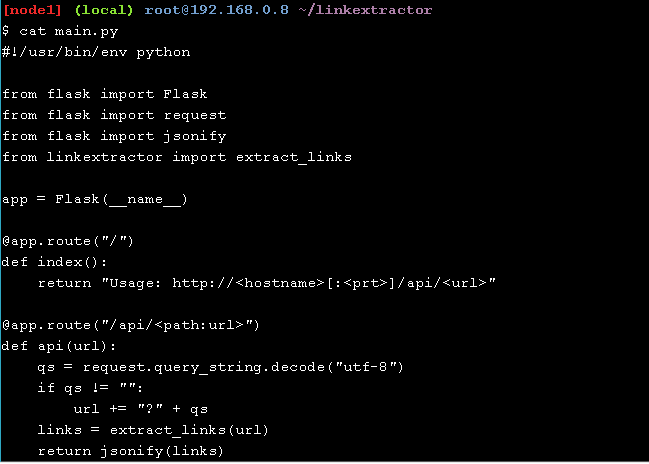 [node1] (local) root@192.168.0.8 ~/linkextractor
$ cat main.py
#!/usr/bin/env python

from flask import Flask
from flask import request
from flask import jsonify
from linkextractor import extract_links

app = Flask(__name__)

@app.route("/")
def index():
    return "Usage: http://<hostname>[:<prt>]/api/<url>"

@app.route("/api/<path:url>")
def api(url):
    qs = request.query_string.decode("utf-8")
    if qs != "":
        url += "?" + qs
    links = extract_links(url)
    return jsonify(links)